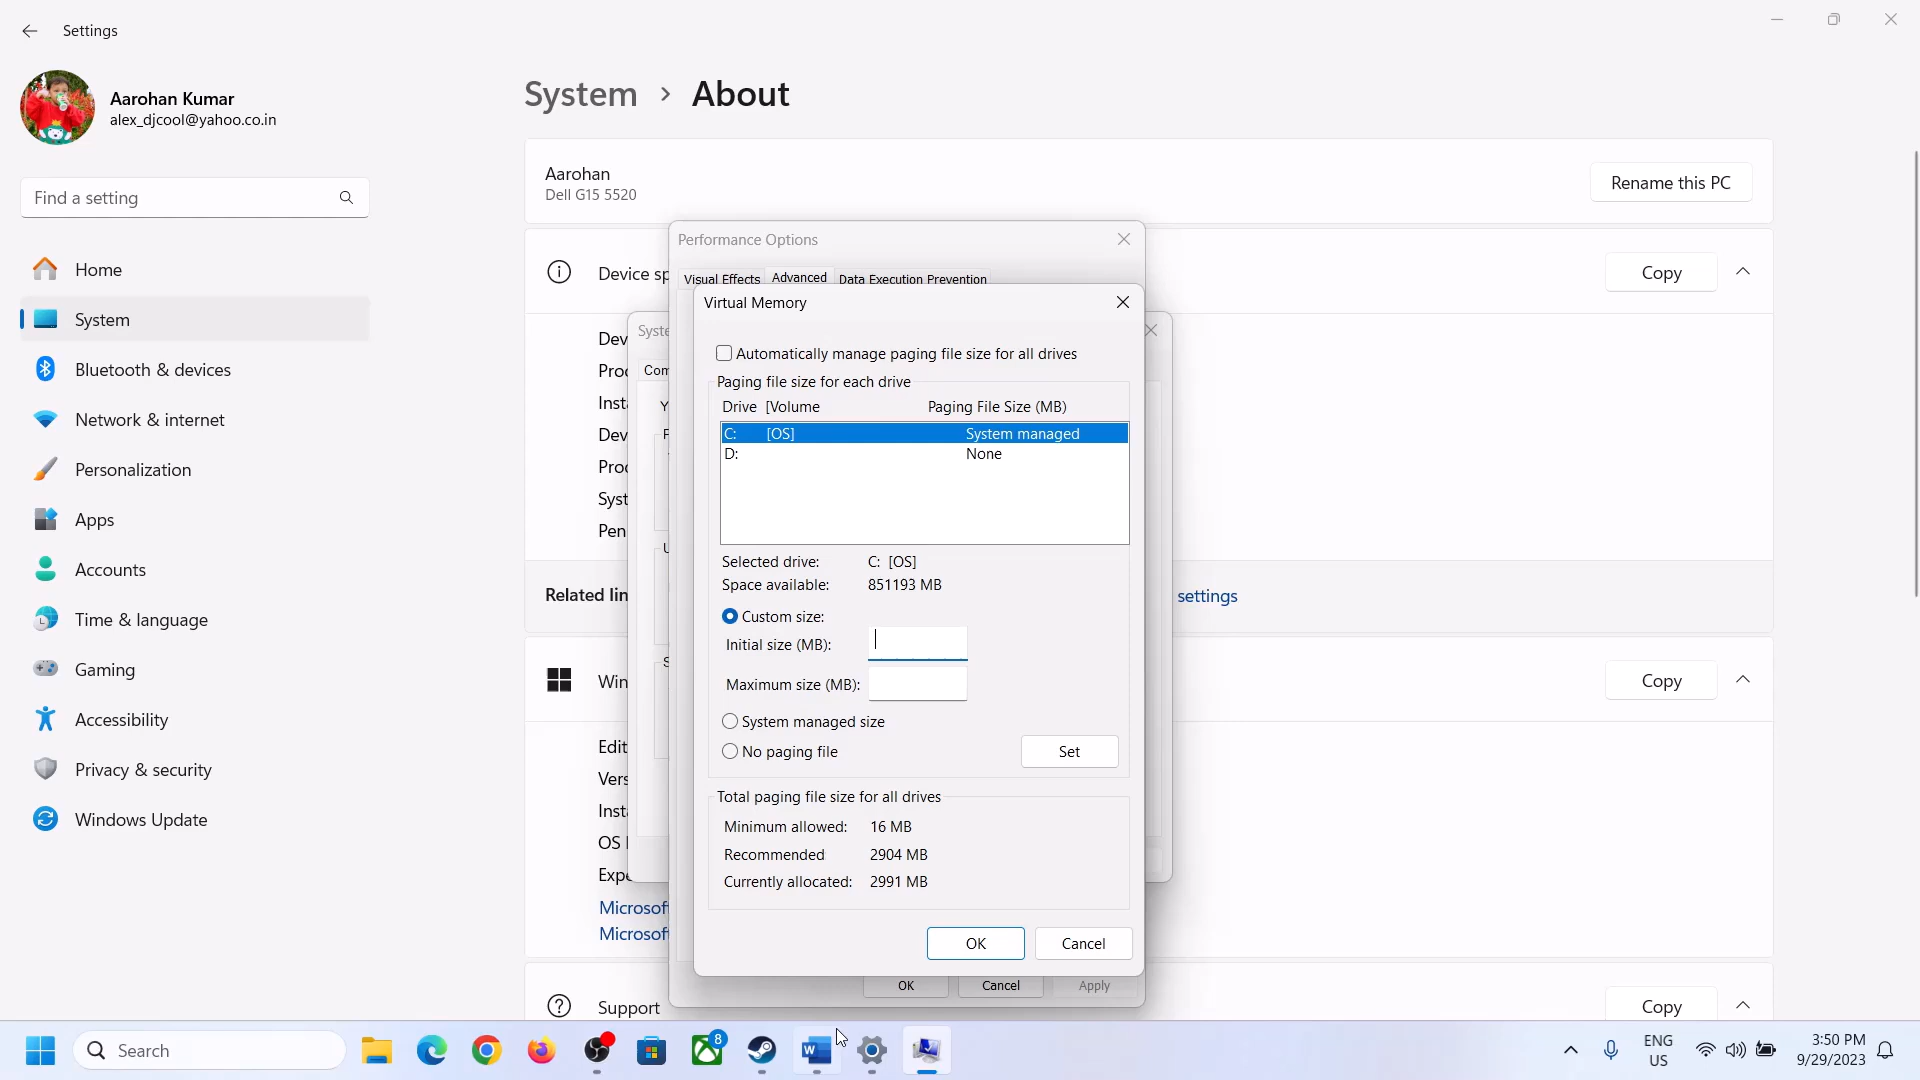 Settings
Aarohan Kumar
alex_djcool@yahoo.co.in
Find a setting
Home
System
Bluetooth & devices
Network & internet
Personalization
Apps
Accounts
Time & language
Gaming
Accessibility
Privacy & security
Windows Update
System > About
Aarohan
Dell G15 5520
Rename this PC
Device sp
Copy
Related lin
settings
Win
Copy
Edit
Vers
Inst
OS
Expe
Microsof
Microsof
Support
Copy
Performance Options
Visual Effects Advanced Data Execution Prevention
Virtual Memory
Automatically manage paging file size for all drives
Paging file size for each drive
Drive [Volume Paging File Size (MB)
C: [OS] System managed
D: None
Selected drive: C: [OS]
Space available: 851193 MB
Custom size:
Initial size (MB):
Maximum size (MB):
System managed size
No paging file
Set
Total paging file size for all drives
Minimum allowed: 16 MB
Recommended 2904 MB
Currently allocated: 2991 MB
OK Cancel
OK Cancel Apply
Search
8
ENG
US
3:50 PM
9/29/2023